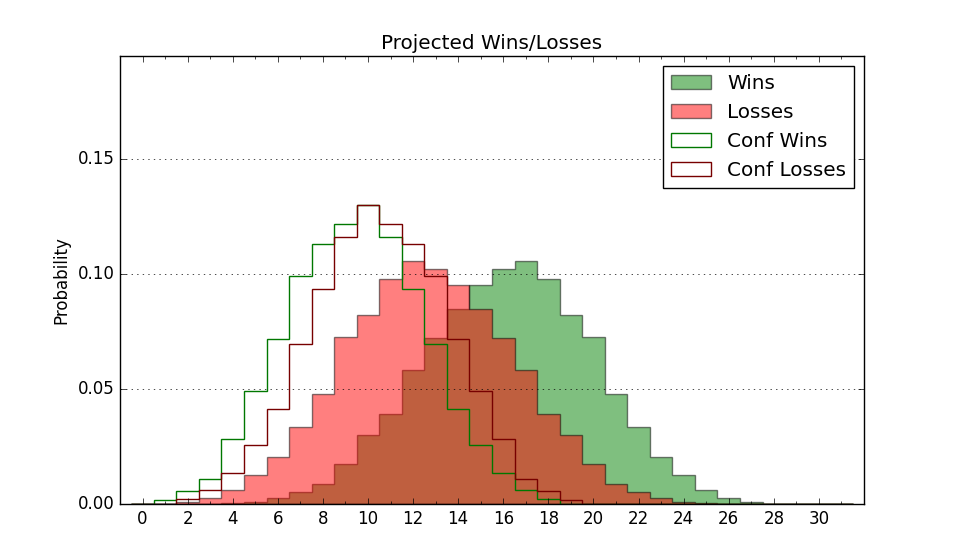 Projected Wins/Losses
Wins
Losses
Conf Wins
Conf Losses
Probability
0.15
0.10
0.05
0.00
0 2 4 6 8 10 12 14 16 18 20 22 24 26 28 30